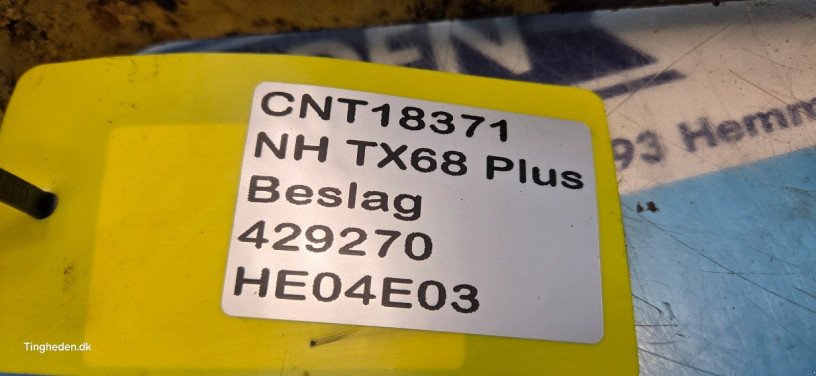 CNT18371
NH TX68 Plus
Beslag
429270
HE04E03
93 Hemm
Tingheden.dk